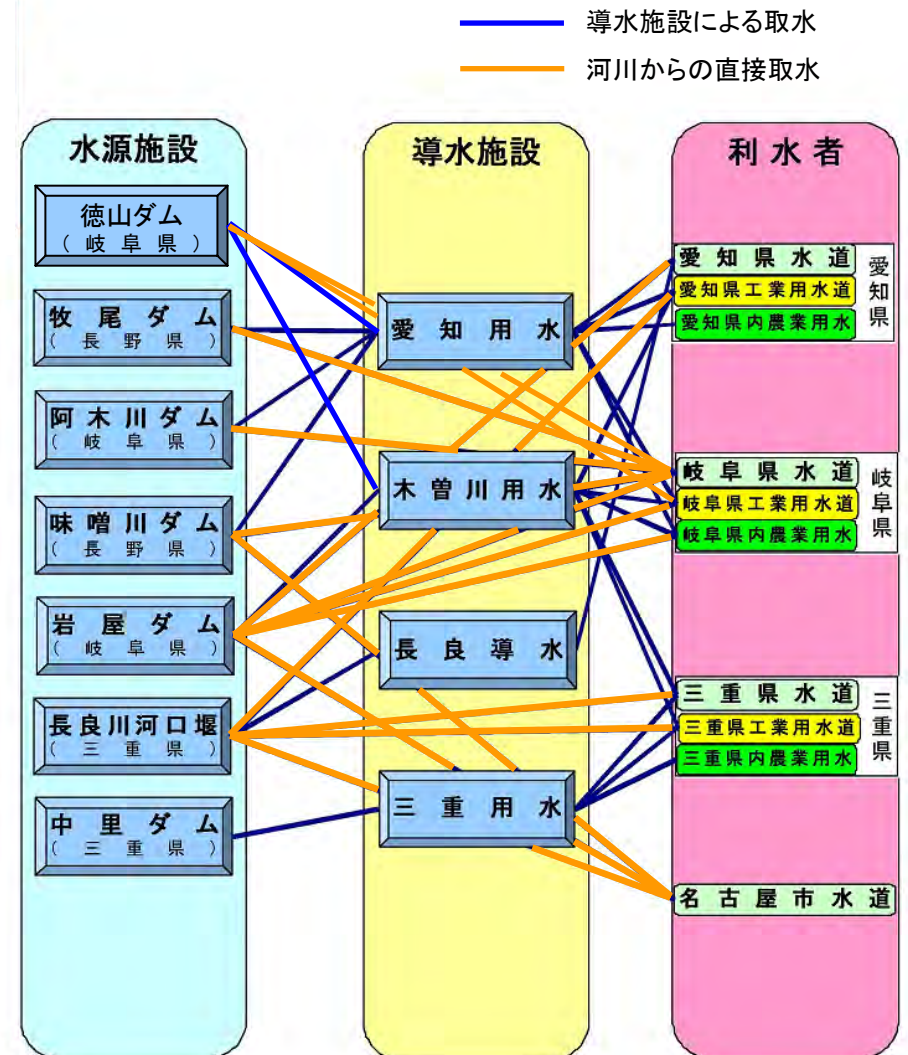 導水施設による取水
河川からの直接取水
水源施設
徳山ダム
(岐阜県)
牧尾ダム
(長野県)
阿木川ダム
(岐阜県)
味噌川ダム
(長野県)
岩屋ダム
(岐阜県)
長良川河口堰
(三重県)
中里ダム
(三重県)
導水施設
愛知用水
木曽川用水
長良導水
三重用水
利水者
愛知県水道
愛知県工業用水道
愛知県内農業用水
愛知県
岐阜県水道
岐阜県工業用水道
岐阜県内農業用水
岐阜県
三重県水道
三重県工業用水道
三重県内農業用水
三重県
名古屋市水道